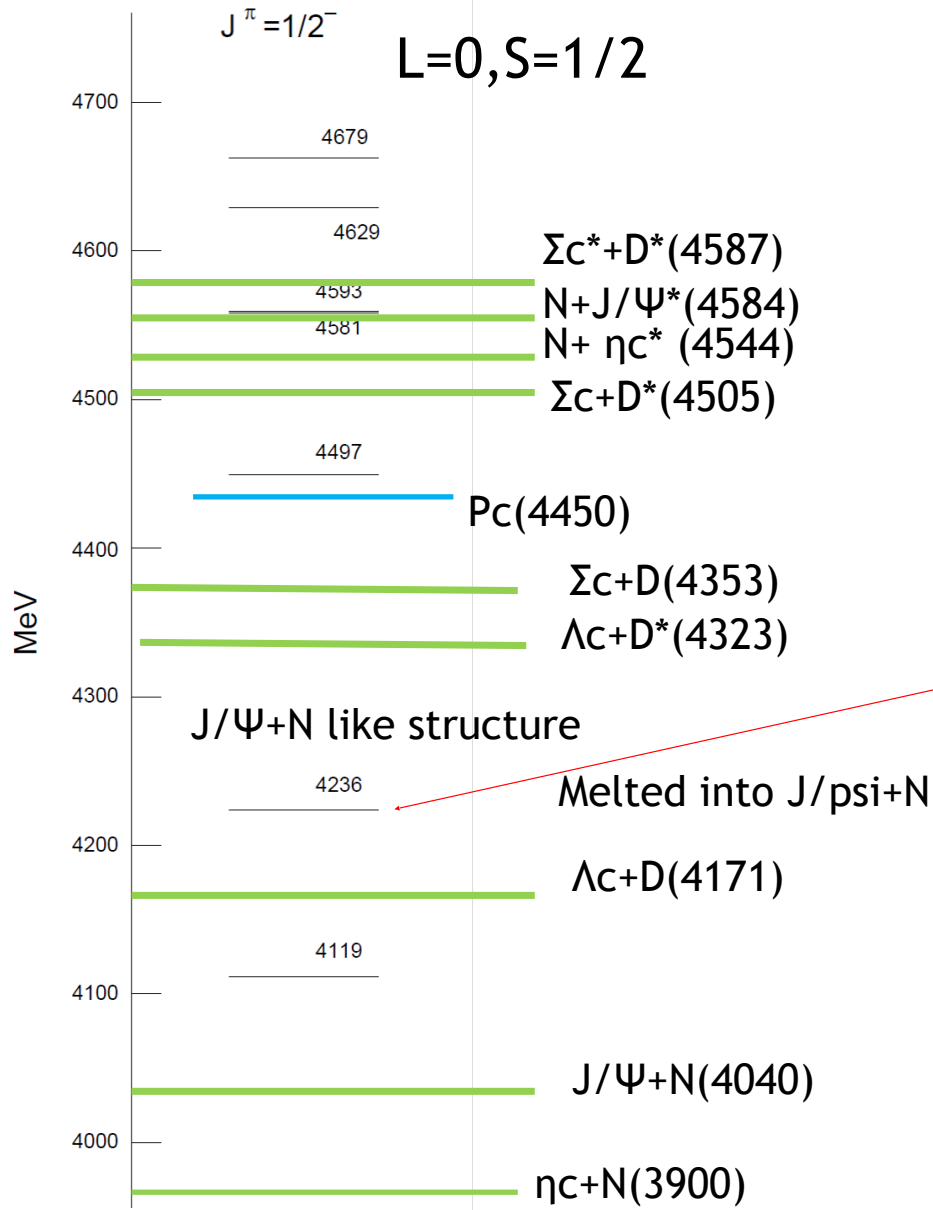 J π =1/2⁻
L=0,S=1/2
4700
4679
4629
4600
Σc*+D*(4587)
4593
N+J/Ψ*(4584)
4581
N+ ηc* (4544)
4500
Σc+D*(4505)
4497
Pc(4450)
4400
Σc+D(4353)
MeV
Λc+D*(4323)
4300
J/Ψ+N like structure
4236
Melted into J/psi+N
4200
Λc+D(4171)
4119
4100
J/Ψ+N(4040)
4000
ηc+N(3900)